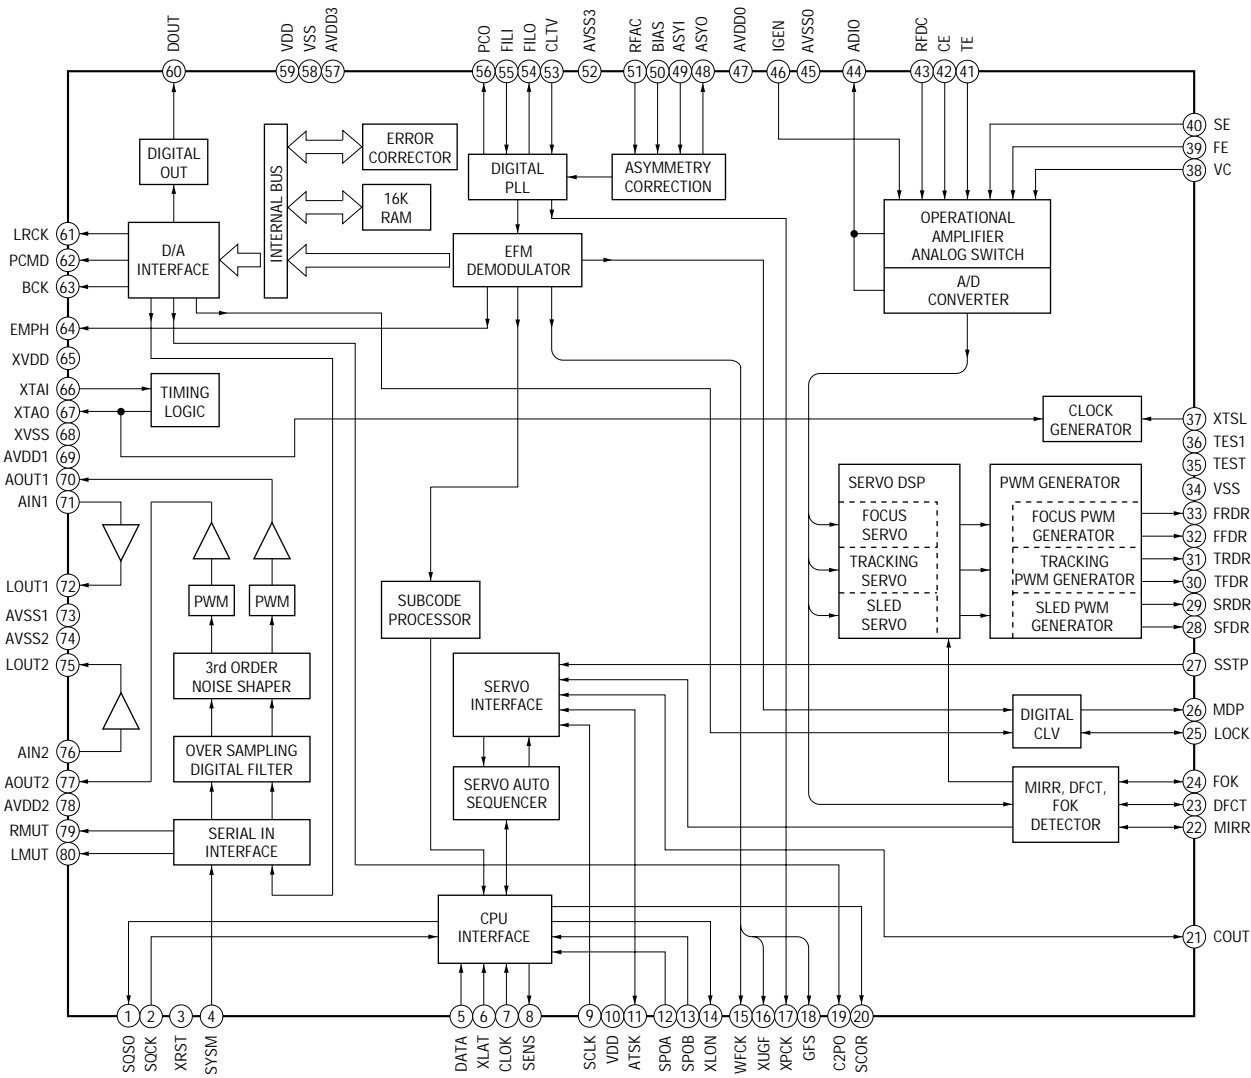 DOUT
VDD
VSS
AVDD3
PCO
FILI
FILO
CLTV
AVSS3
RFAC
BIAS
ASYI
ASYO
AVDD0
IGEN
AVSS0
ADIO
RFDC
CE
TE
60
59
58
57
56
55
54
53
52
51
50
49
48
47
46
45
44
43
42
41
40 SE
39 FE
38 VC
DIGITAL
OUT
INTERNAL BUS
ERROR
CORRECTOR
16K
RAM
DIGITAL
PLL
ASYMMETRY
CORRECTION
OPERATIONAL
AMPLIFIER
ANALOG SWITCH
A/D
CONVERTER
D/A
INTERFACE
EFM
DEMODULATOR
LRCK 61
PCMD 62
BCK 63
EMPH 64
XVDD 65
XTAI 66
XTAO 67
XVSS 68
AVDD1 69
AOUT1 70
AIN1 71
LOUT1 72
AVSS1 73
AVSS2 74
LOUT2 75
AIN2 76
AOUT2 77
AVDD2 78
RMUT 79
LMUT 80
TIMING
LOGIC
CLOCK
GENERATOR
37 XTSL
36 TES1
35 TEST
34 VSS
33 FRDR
32 FFDR
31 TRDR
30 TFDR
29 SRDR
28 SFDR
27 SSTP
26 MDP
25 LOCK
24 FOK
23 DFCT
22 MIRR
21 COUT
SERVO DSP
FOCUS
SERVO
TRACKING
SERVO
SLED
SERVO
PWM GENERATOR
FOCUS PWM
GENERATOR
TRACKING
PWM GENERATOR
SLED PWM
GENERATOR
PWM
PWM
SUBCODE
PROCESSOR
3rd ORDER
NOISE SHAPER
SERVO
INTERFACE
DIGITAL
CLV
OVER SAMPLING
DIGITAL FILTER
SERVO AUTO
SEQUENCER
MIRR, DFCT,
FOK
DETECTOR
SERIAL IN
INTERFACE
CPU
INTERFACE
1
2
3
4
5
6
7
8
9
10
11
12
13
14
15
16
17
18
19
20
SQSO
SQCK
XRST
SYSM
DATA
XLAT
CLOK
SENS
SCLK
VDD
ATSK
SPOA
SPOB
XLON
WFCK
XUGF
XPCK
GFS
C2PO
SCOR